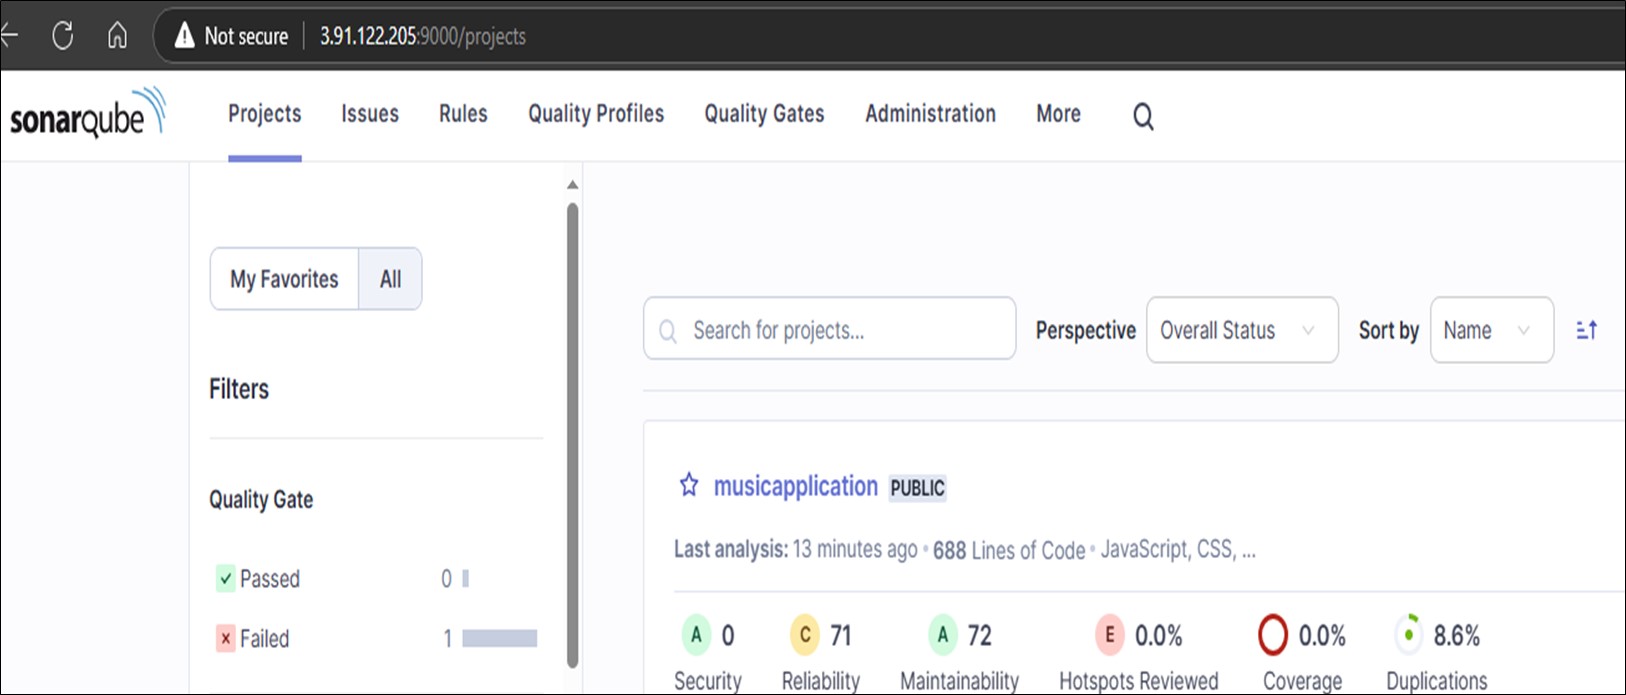 Not secure 3.91.122.205:9000/projects
sonarqube Projects Issues Rules Quality Profiles Quality Gates Administration More
My Favorites All
Search for projects... Perspective Overall Status Sort by Name
Filters
musicapplication PUBLIC
Quality Gate
Last analysis: 13 minutes ago • 688 Lines of Code • JavaScript, CSS, ...
Passed 0
Failed 1
A 0 C 71 A 72 E 0.0% 0.0% 8.6%
Security Reliability Maintainability Hotspots Reviewed Coverage Duplications